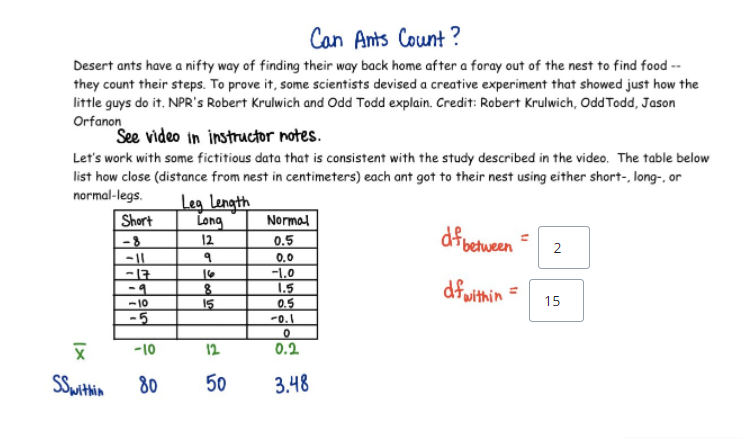 Can Ants Count?
Desert ants have a nifty way of finding their way back home after a foray out of the nest to find food --
they count their steps. To prove it, some scientists devised a creative experiment that showed just how the
little guys do it. NPR's Robert Krulwich and Odd Todd explain. Credit: Robert Krulwich, OddTodd, Jason
Orfanon
See video in instructor notes.
Let's work with some fictitious data that is consistent with the study described in the video. The table below
list how close (distance from nest in centimeters) each ant got to their nest using either short-, long-, or
normal-legs.
Leg Length
Short Long Normal
-8 12 0.5
-11 9 0.0
-17 16 -1.0
-9 8 1.5
-10 15 0.5
-5 -0.1
0
x̅ -10 12 0.2
SSwithin 80 50 3.48
dfbetween = 2
dfwithin = 15